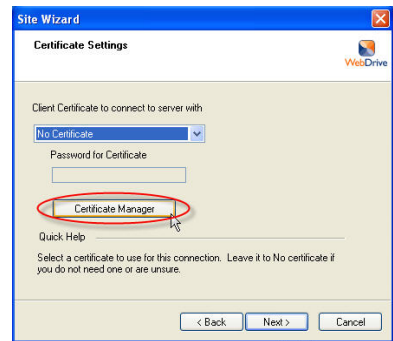 Site Wizard
Certificate Settings
WebDrive
Client Certificate to connect to server with
No Certificate
Password for Certificate
Certificate Manager
Quick Help
Select a certificate to use for this connection. Leave it to No certificate if
you do not need one or are unsure.
< Back Next > Cancel